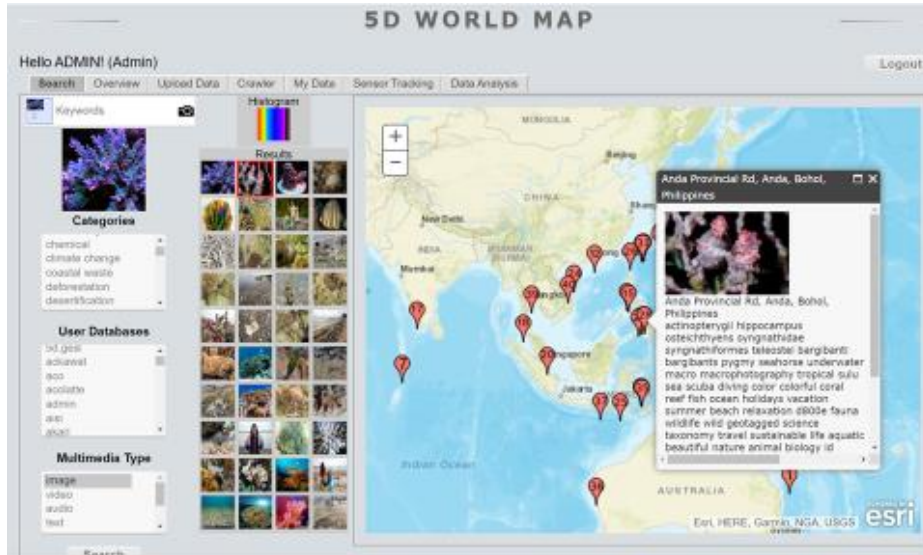 5D WORLD MAP
Hello ADMIN! (Admin)
Logout
Search Overview Upload Data Crawler My Data Sensor Tracking Data Analysis
Keywords
Histogram
Results
Categories
chemical
climate change
coastal waste
deforestation
desertification
User Databases
ackawat
aco
acolatte
admin
Multimedia Type
image
video
audio
text
Search
+
−
MONGOLIA
Beijing
CHINA
New Delhi
INDIA
Mumbai
Singapore
Jakarta
Indian Ocean
AUSTRALIA
17
7
Anda Provincial Rd, Anda, Bohol,
Philippines
Anda Provincial Rd, Anda, Bohol,
Philippines
actinopterygii hippocampus
osteichthyens syngnathidae
syngnathiformes teleostei bargibanti
bargibants pygmy seahorse underwater
macro macrophotography tropical sulu
sea scuba diving color colorful coral
reef fish ocean holidays vacation
summer beach relaxation d800e fauna
wildlife wild geotagged science
taxonomy travel sustainable life aquatic
beautiful nature animal biology id
Esri, HERE, Garmin, NGA, USGS
POWERED BY
esri